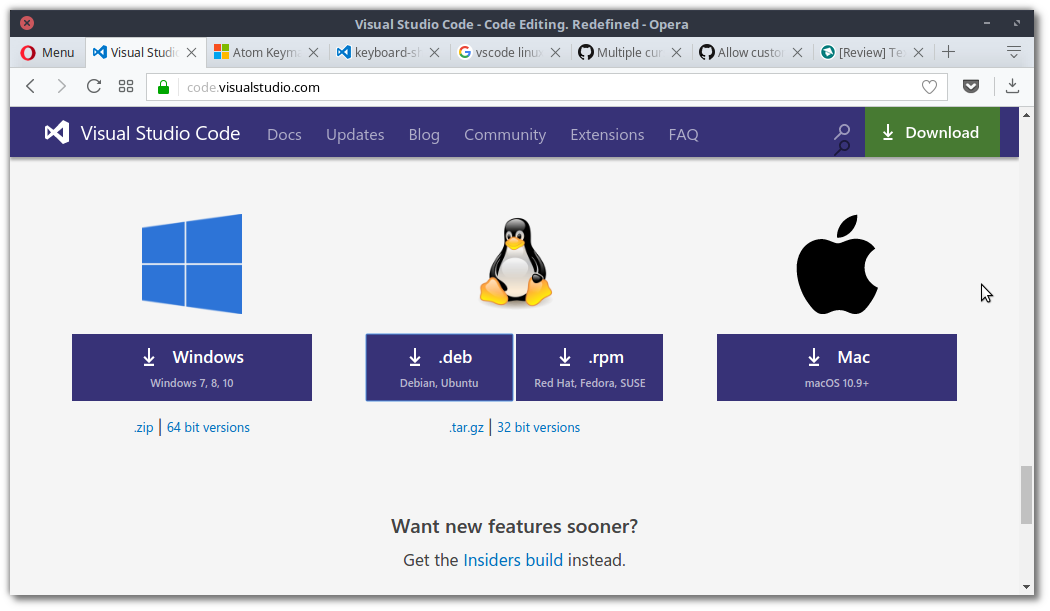 Visual Studio Code - Code Editing. Redefined - Opera
Menu Visual Studi Atom Keyma keyboard-sh Google vscode linux Multiple cur Allow custo [Review] Te
code.visualstudio.com
Visual Studio Code Docs Updates Blog Community Extensions FAQ Download
Windows .deb .rpm Mac
Windows 7, 8, 10 Debian, Ubuntu Red Hat, Fedora, SUSE macOS 10.9+
.zip | 64 bit versions .tar.gz | 32 bit versions
Want new features sooner?
Get the Insiders build instead.